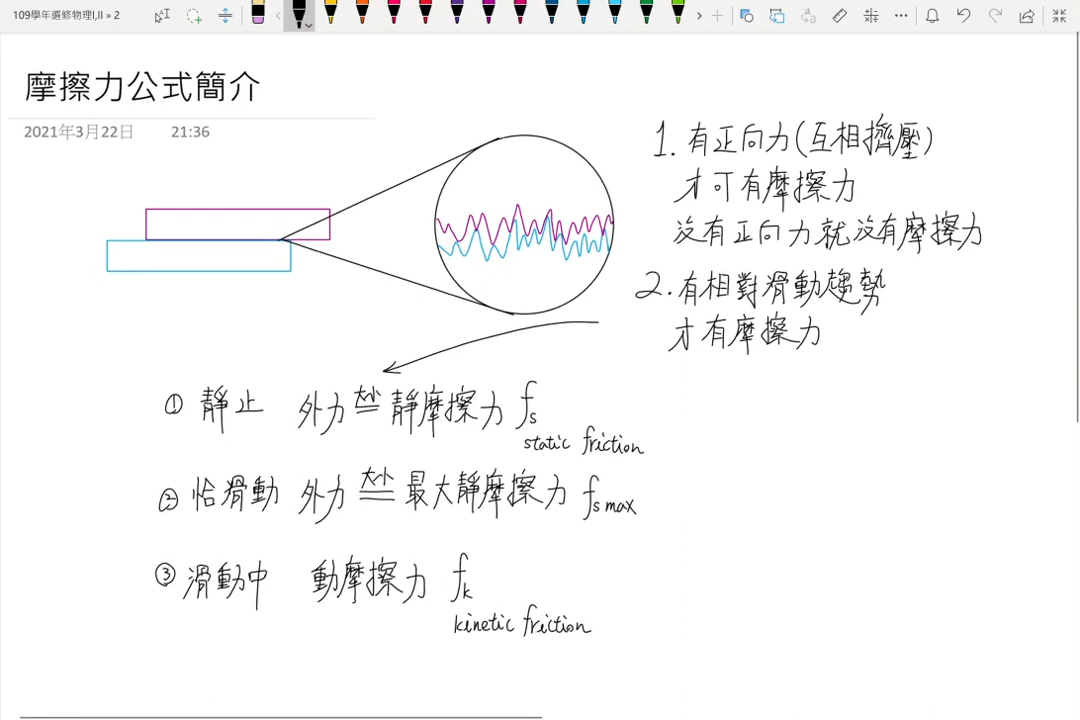 109學年選修物理I,II » 2
摩擦力公式簡介
2021年3月22日 21:36
1. 有正向力(互相擠壓)
才可有摩擦力
沒有正向力就沒有摩擦力
2. 有相對滑動趨勢
才有摩擦力
① 靜止 外力 大小= 靜摩擦力 fs
static friction
② 恰滑動 外力 大小= 最大靜摩擦力 fs max
③ 滑動中 動摩擦力 fk
kinetic friction